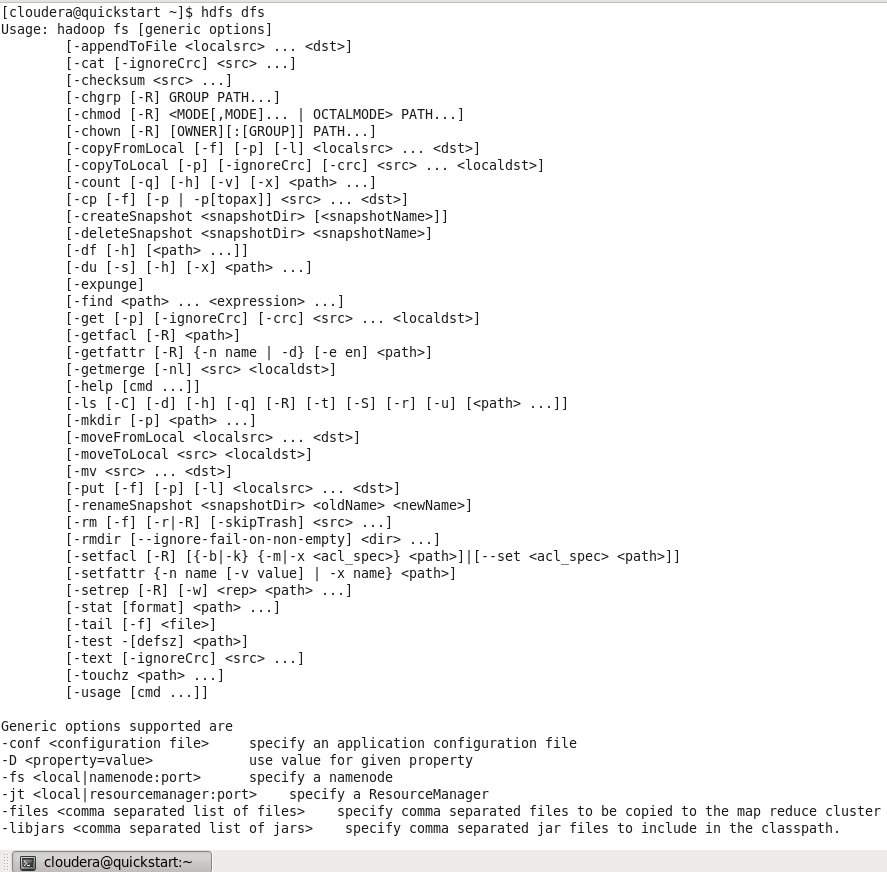 [cloudera@quickstart ~]$ hdfs dfs
Usage: hadoop fs [generic options]
        [-appendToFile <localsrc> ... <dst>]
        [-cat [-ignoreCrc] <src> ...]
        [-checksum <src> ...]
        [-chgrp [-R] GROUP PATH...]
        [-chmod [-R] <MODE[,MODE]... | OCTALMODE> PATH...]
        [-chown [-R] [OWNER][:[GROUP]] PATH...]
        [-copyFromLocal [-f] [-p] [-l] <localsrc> ... <dst>]
        [-copyToLocal [-p] [-ignoreCrc] [-crc] <src> ... <localdst>]
        [-count [-q] [-h] [-v] [-x] <path> ...]
        [-cp [-f] [-p | -p[topax]] <src> ... <dst>]
        [-createSnapshot <snapshotDir> [<snapshotName>]]
        [-deleteSnapshot <snapshotDir> <snapshotName>]
        [-df [-h] [<path> ...]]
        [-du [-s] [-h] [-x] <path> ...]
        [-expunge]
        [-find <path> ... <expression> ...]
        [-get [-p] [-ignoreCrc] [-crc] <src> ... <localdst>]
        [-getfacl [-R] <path>]
        [-getfattr [-R] {-n name | -d} [-e en] <path>]
        [-getmerge [-nl] <src> <localdst>]
        [-help [cmd ...]]
        [-ls [-C] [-d] [-h] [-q] [-R] [-t] [-S] [-r] [-u] [<path> ...]]
        [-mkdir [-p] <path> ...]
        [-moveFromLocal <localsrc> ... <dst>]
        [-moveToLocal <src> <localdst>]
        [-mv <src> ... <dst>]
        [-put [-f] [-p] [-l] <localsrc> ... <dst>]
        [-renameSnapshot <snapshotDir> <oldName> <newName>]
        [-rm [-f] [-r|-R] [-skipTrash] <src> ...]
        [-rmdir [--ignore-fail-on-non-empty] <dir> ...]
        [-setfacl [-R] [{-b|-k} {-m|-x <acl_spec>} <path>]|[--set <acl_spec> <path>]]
        [-setfattr {-n name [-v value] | -x name} <path>]
        [-setrep [-R] [-w] <rep> <path> ...]
        [-stat [format] <path> ...]
        [-tail [-f] <file>]
        [-test -[defsz] <path>]
        [-text [-ignoreCrc] <src> ...]
        [-touchz <path> ...]
        [-usage [cmd ...]]

Generic options supported are
-conf <configuration file>     specify an application configuration file
-D <property=value>            use value for given property
-fs <local|namenode:port>      specify a namenode
-jt <local|resourcemanager:port>    specify a ResourceManager
-files <comma separated list of files>    specify comma separated files to be copied to the map reduce cluster
-libjars <comma separated list of jars>    specify comma separated jar files to include in the classpath.
cloudera@quickstart:~